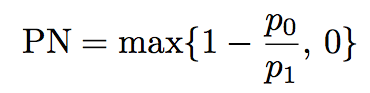 PN = max{1 − p₀/p₁, 0}